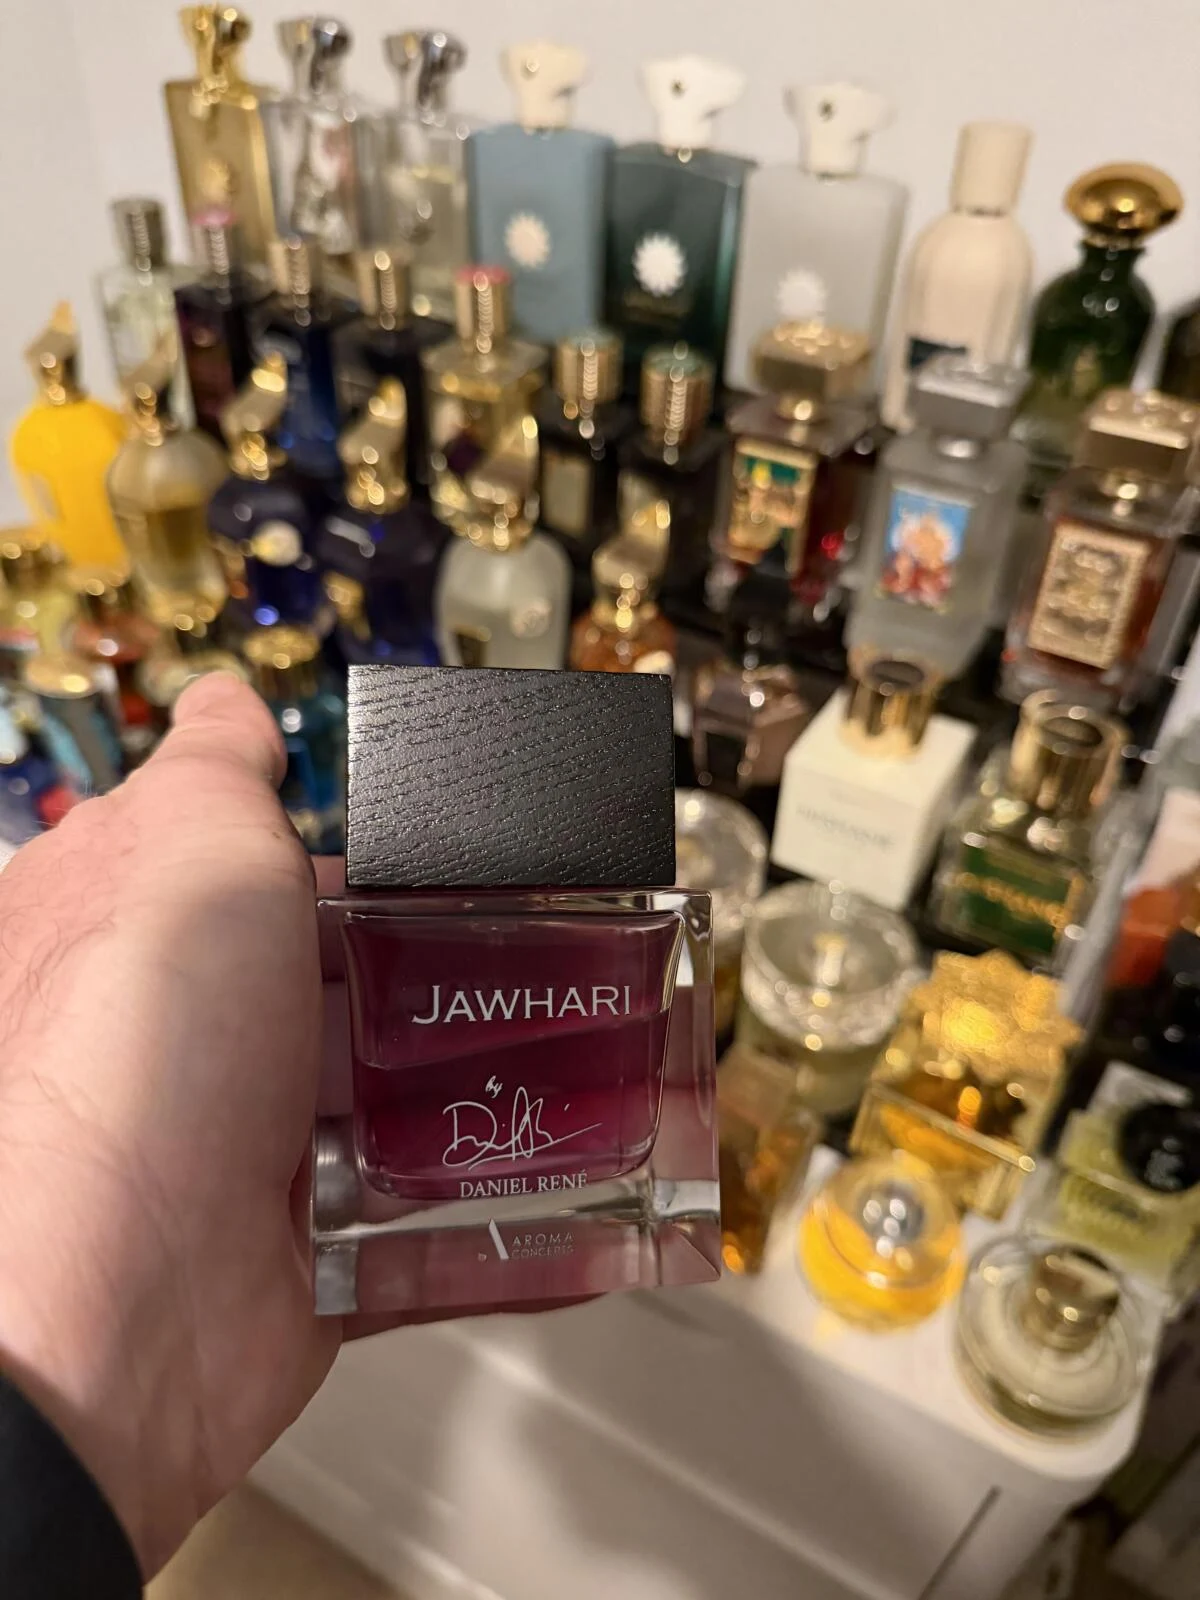 JAWHARI
by
DANIEL RENÉ
AROMA
CONCEPTS